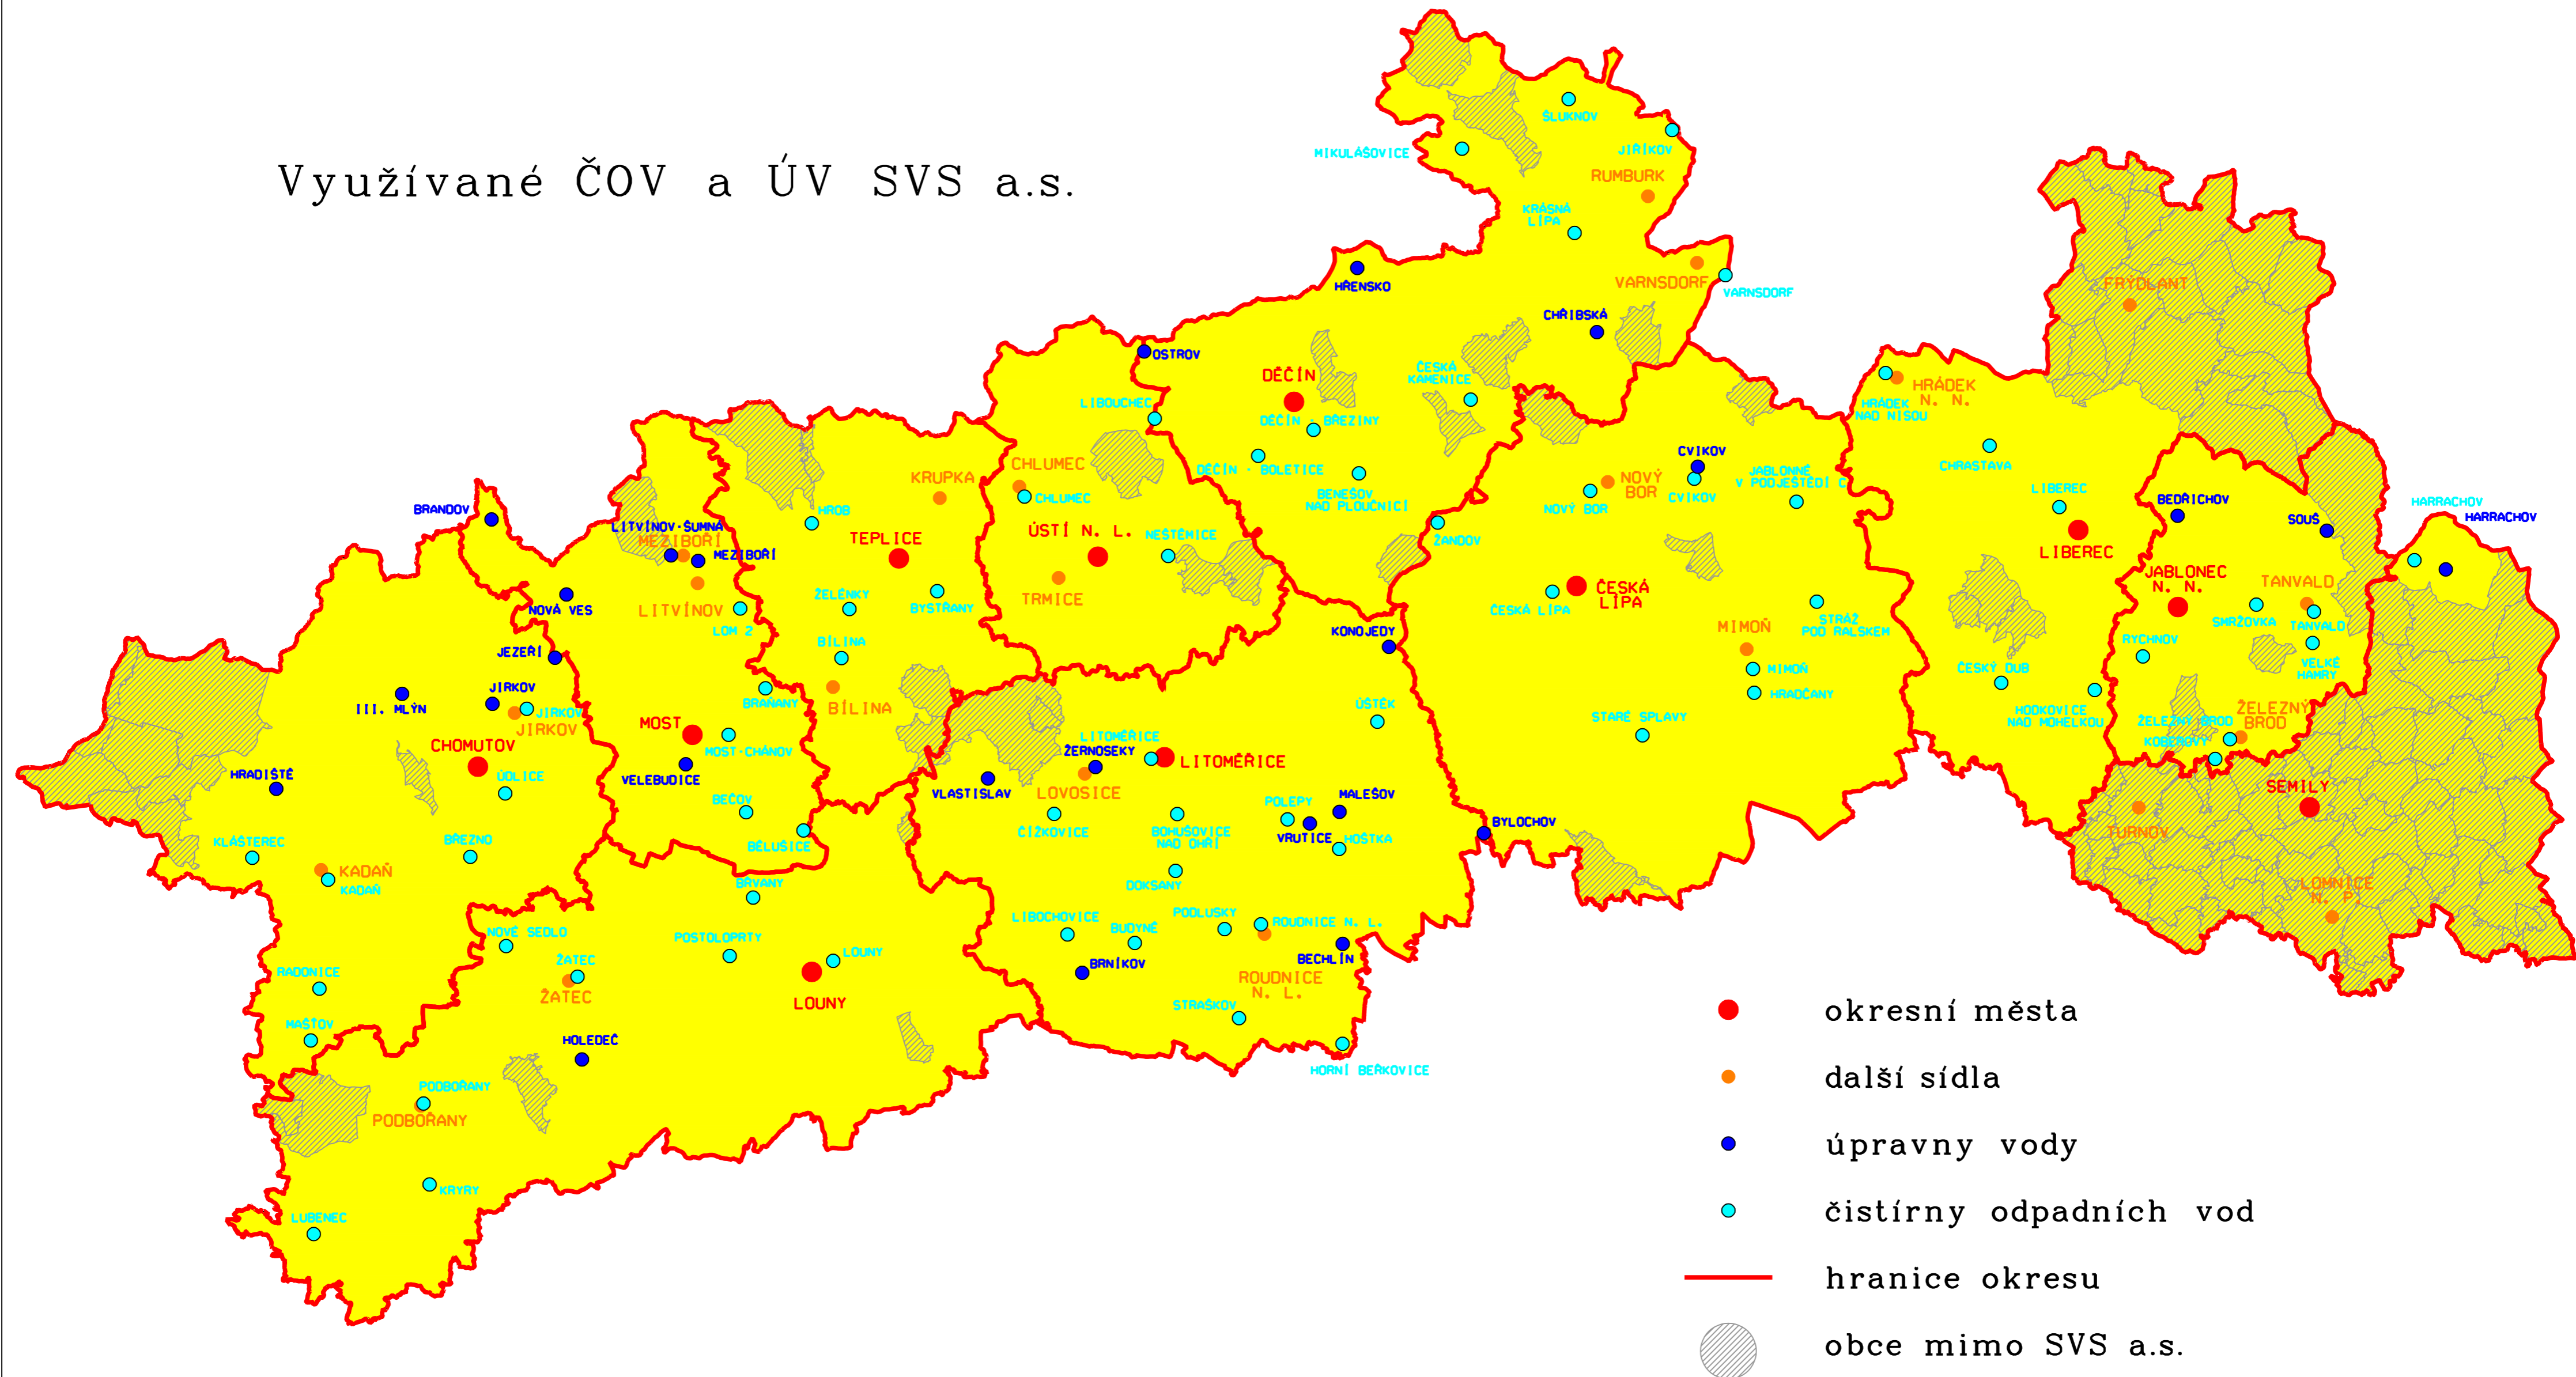 Využívané ČOV a ÚV SVS a.s.
ŠLUKNOV
MIKULÁŠOVICE
JIŘÍKOV
RUMBURK
KRÁSNÁ
LÍPA
VARNSDORF
VARNSDORF
HŘENSKO
CHŘIBSKÁ
FRÝDLANT
OSTROV
DĚČÍN
ČESKÁ
KAMENICE
LIBOUCHEC
DĚČÍN - BŘEZINY
DĚČÍN - BOLETICE
BENEŠOV
NAD PLOUČNICÍ
HRÁDEK
N. N.
HRÁDEK
NAD NISOU
CHRASTAVA
CVIKOV
CVIKOV
JABLONNÉ
V PODJEŠTĚDÍ C
NOVÝ
BOR
NOVÝ BOR
ŽANDOV
LIBEREC
LIBEREC
BEDŘICHOV
SOUŠ
HARRACHOV
HARRACHOV
KRUPKA
CHLUMEC
CHLUMEC
HROB
TEPLICE
ÚSTÍ N. L.
NEŠTĚMICE
TRMICE
ŽELÉNKY
BYSTŘANY
BÍLINA
BÍLINA
BRANDOV
LITVÍNOV-ŠUMNÁ
MEZIBOŘÍ
MEZIBOŘÍ
NOVÁ VES
LITVÍNOV
LOM 2
JEZEŘÍ
JIRKOV
III. MLÝN
JIRKOV
JIRKOV
BRAŇANY
MOST
MOST-CHÁNOV
CHOMUTOV
ÚDLICE
HRADIŠTĚ
VELEBUDICE
BEČOV
BĚLUŠICE
KLÁŠTEREC
BŘEZNO
KADAŇ
KADAŇ
KONOJEDY
ÚŠTĚK
LITOMĚŘICE
ŽERNOSEKY
LITOMĚŘICE
VLASTISLAV
LOVOSICE
ČÍŽKOVICE
BOHUŠOVICE
NAD OHŘÍ
POLEPY
MALEŠOV
VRUTICE
HOŠTKA
BYLOCHOV
DOKSANY
ČESKÁ
LÍPA
ČESKÁ LÍPA
STRÁŽ
POD RALSKEM
MIMOŇ
MIMOŇ
HRADČANY
STARÉ SPLAVY
ČESKÝ DUB
HODKOVICE
NAD MOHELKOU
JABLONEC
N. N.
TANVALD
SMRŽOVKA
TANVALD
RYCHNOV
VELKÉ
HAMRY
ŽELEZNÝ
BROD
ŽELEZNÝ BROD
KOBEROVY
SEMILY
TURNOV
LOMNICE
N. P.
BŘVANY
NOVÉ SEDLO
POSTOLOPRTY
LOUNY
LOUNY
ŽATEC
ŽATEC
RADONICE
MAŠŤOV
HOLEDEČ
PODBOŘANY
PODBOŘANY
KRYRY
LUBENEC
LIBOCHOVICE
BUDYNĚ
PODLUSKY
ROUDNICE N. L.
BRNÍKOV
BECHLÍN
ROUDNICE
N. L.
STRAŠKOV
HORNÍ BEŘKOVICE
okresní města
další sídla
úpravny vody
čistírny odpadních vod
hranice okresu
obce mimo SVS a.s.